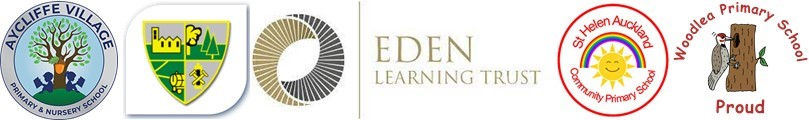 AYCLIFFE VILLAGE
PRIMARY & NURSERY SCHOOL
EDEN
LEARNING TRUST
St Helen Auckland
Community Primary School
Woodlea Primary School
Proud